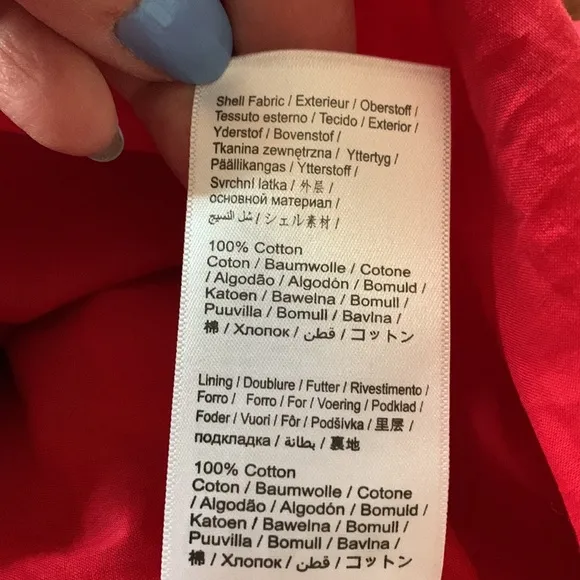 Shell Fabric / Exterieur / Oberstoff /
Tessuto esterno / Tecido / Exterior /
Yderstof / Bovenstof /
Tkanina zewnętrzna / Yttertyg /
Päällikangas / Ytterstoff /
Svrchní latka / 外层 /
основной материал /
شل النسيج / シェル素材 /
100% Cotton
Coton / Baumwolle / Cotone
/ Algodão / Algodón / Bomuld /
Katoen / Bawełna / Bomull /
Puuvilla / Bomull / Bavlna /
棉 / Хлопок / قطن / コットン
Lining / Doublure / Futter / Rivestimento /
Forro / Forro / For / Voering / Podkład /
Foder / Vuori / Fôr / Podšívka / 里层 /
подкладка / بطانة / 裏地
100% Cotton
Coton / Baumwolle / Cotone
/ Algodão / Algodón / Bomuld /
Katoen / Bawełna / Bomull /
Puuvilla / Bomull / Bavlna /
棉 / Хлопок / قطن / コットン